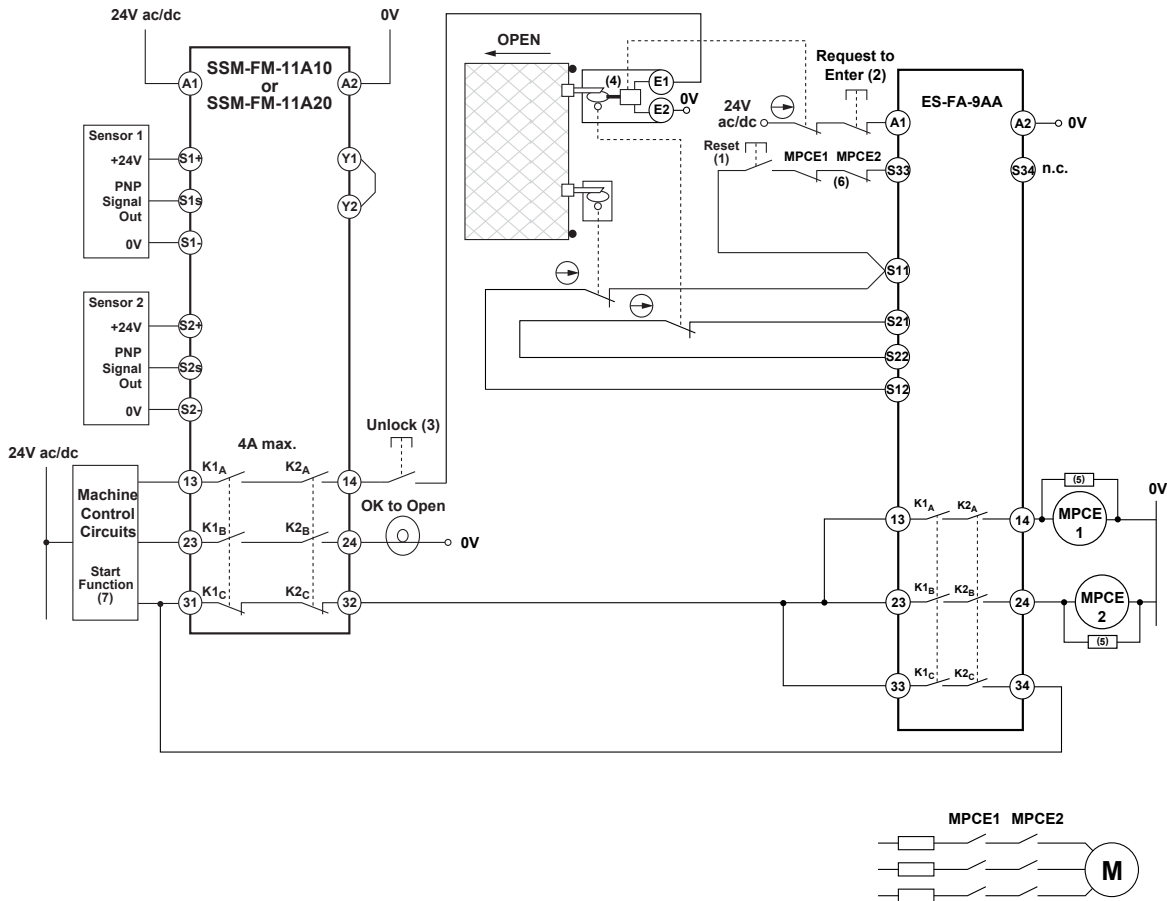 24V ac/dc
0V
SSM-FM-11A10
or
SSM-FM-11A20
A1
A2
Sensor 1
+24V
PNP
Signal
Out
0V
S1+
S1s
S1-
Y1
Y2
Sensor 2
+24V
PNP
Signal
Out
0V
S2+
S2s
S2-
24V ac/dc
Machine
Control
Circuits
Start
Function
(7)
4A max.
13
K1A
K2A
14
23
K1B
K2B
24
31
K1C
K2C
32
Unlock (3)
OK to Open
0V
OPEN
(4)
E1
E2
0V
Request to
Enter (2)
24V
ac/dc
Reset
(1)
MPCE1
MPCE2
(6)
ES-FA-9AA
A1
A2
0V
S33
S34
n.c.
S11
S21
S22
S12
13
K1A
K2A
14
23
K1B
K2B
24
33
K1C
K2C
34
(5)
MPCE
1
0V
MPCE
2
(5)
MPCE1
MPCE2
M